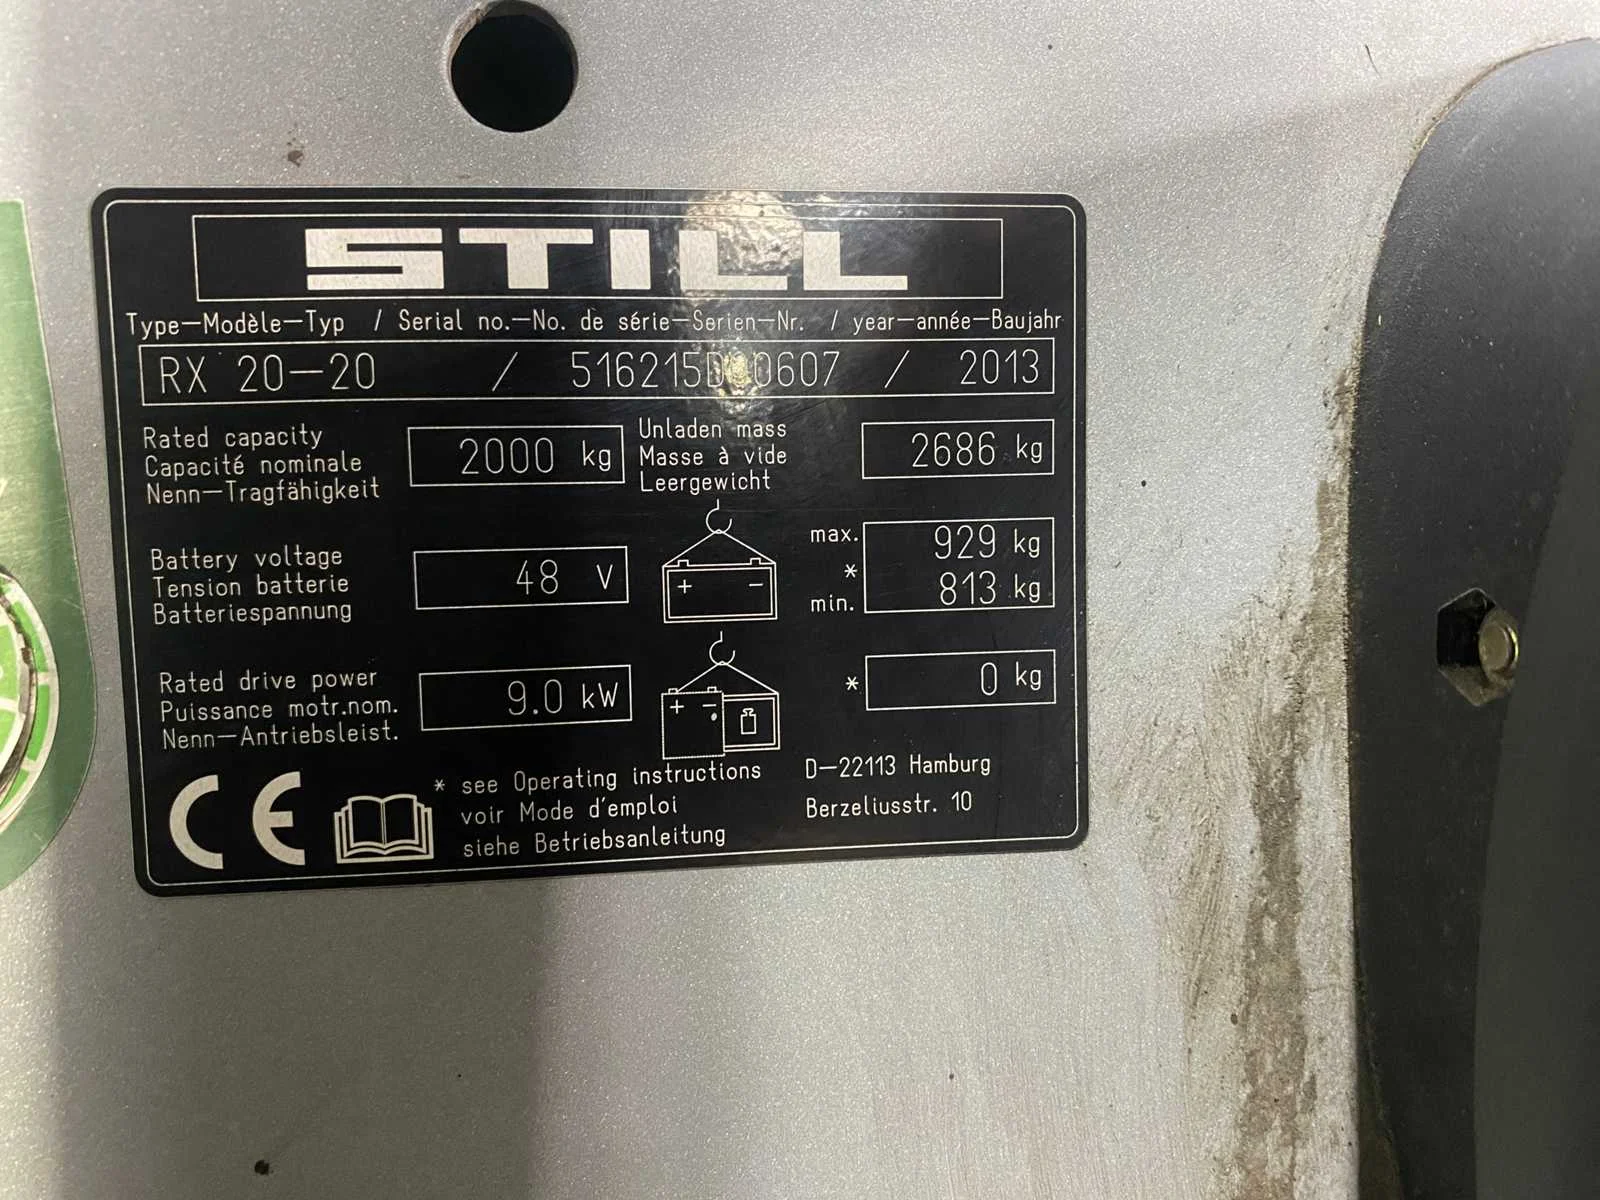 STILL
Type—Modèle—Typ / Serial no.—No. de série—Serien—Nr. / year—année—Baujahr
RX 20—20 / 516215D00607 / 2013
Rated capacity
Capacité nominale
Nenn—Tragfähigkeit
2000 kg
Unladen mass
Masse à vide
Leergewicht
2686 kg
Battery voltage
Tension batterie
Batteriespannung
48 V
+ −
max.
*
min.
929 kg
813 kg
Rated drive power
Puissance motr.nom.
Nenn—Antriebsleist.
9.0 kW
+ −
* 0 kg
CE
* see Operating instructions
voir Mode d'emploi
siehe Betriebsanleitung
D—22113 Hamburg
Berzeliusstr. 10